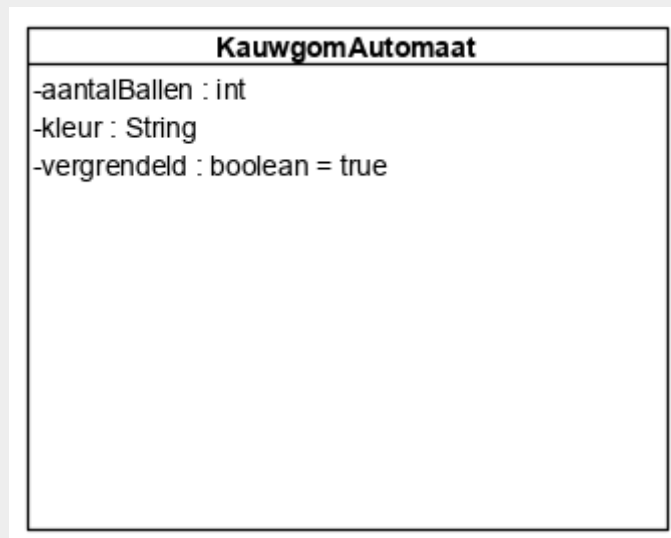 KauwgomAutomaat
-aantalBallen : int
-kleur : String
-vergrendeld : boolean = true